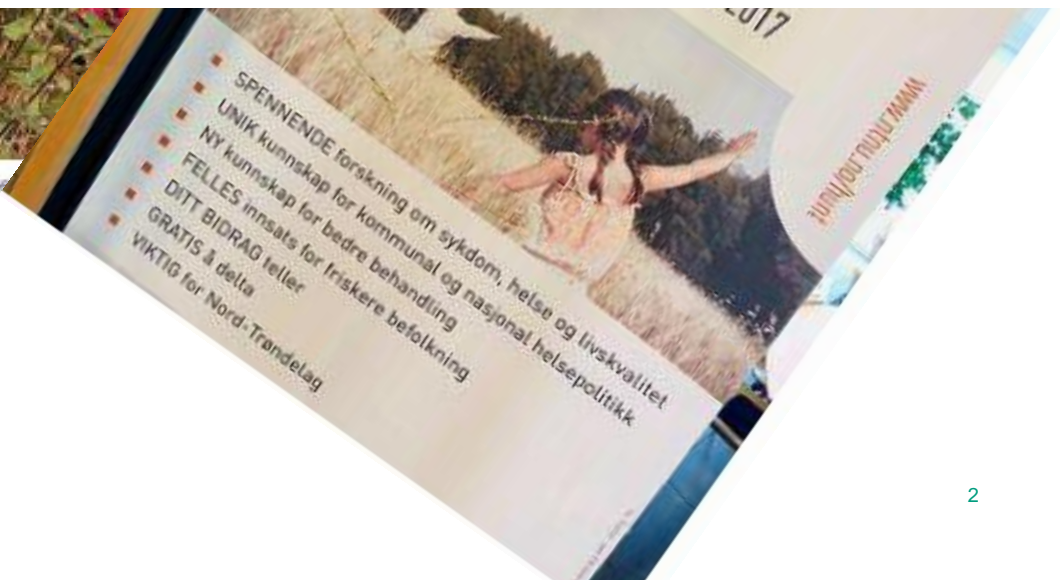 2017
www.ntnu.no/hunt
SPENNENDE forskning om sykdom, helse og livskvalitet
UNIK kunnskap for kommunal og nasjonal helsepolitikk
NY kunnskap for bedre behandling
FELLES innsats for friskere befolkning
DITT BIDRAG teller
GRATIS å delta
VIKTIG for Nord-Trøndelag
2